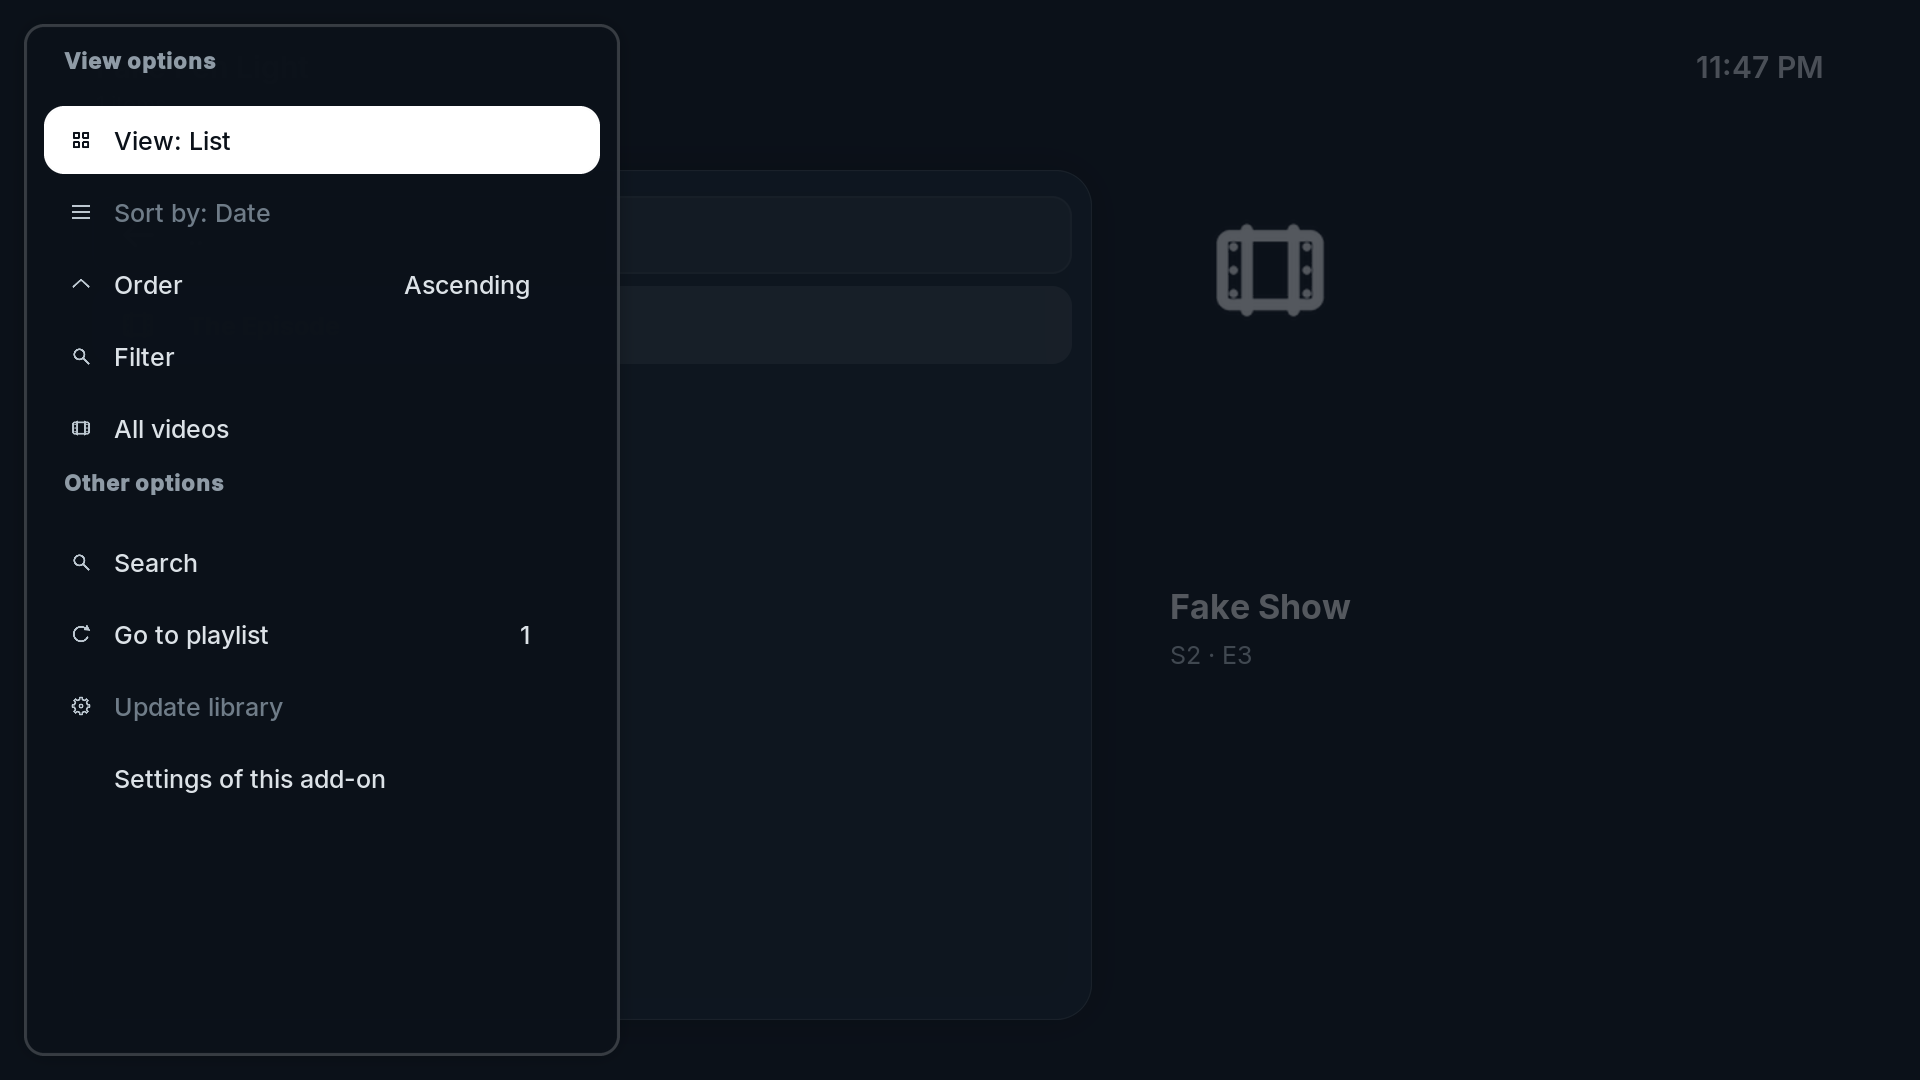 View options
11:47 PM
View: List
Sort by: Date
Order Ascending
Filter
All videos
Other options
Search
Go to playlist 1
Update library
Settings of this add-on
Fake Show
S2 · E3